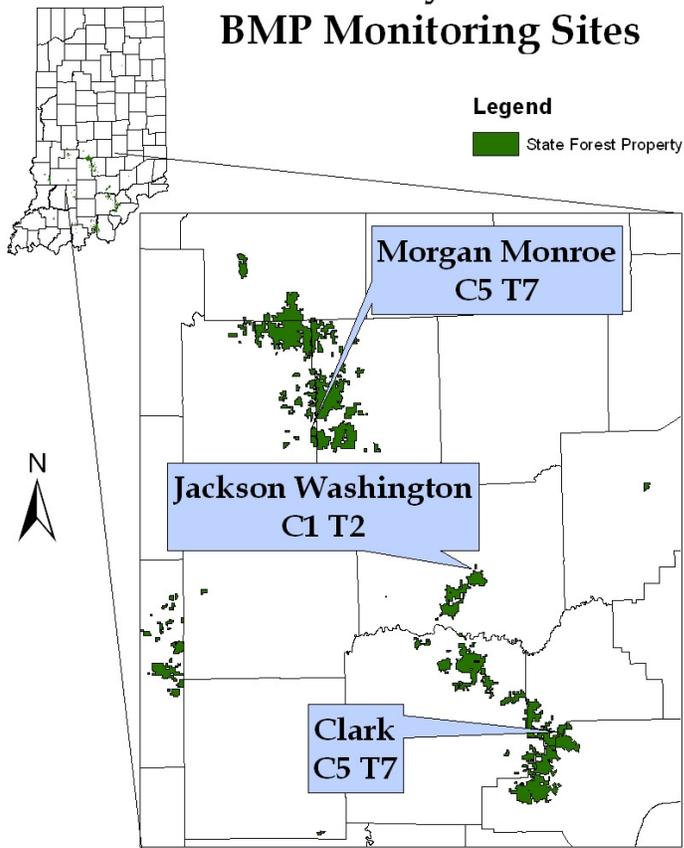 BMP Monitoring Sites
Legend
State Forest Property
Morgan Monroe
C5 T7
N
Jackson Washington
C1 T2
Clark
C5 T7